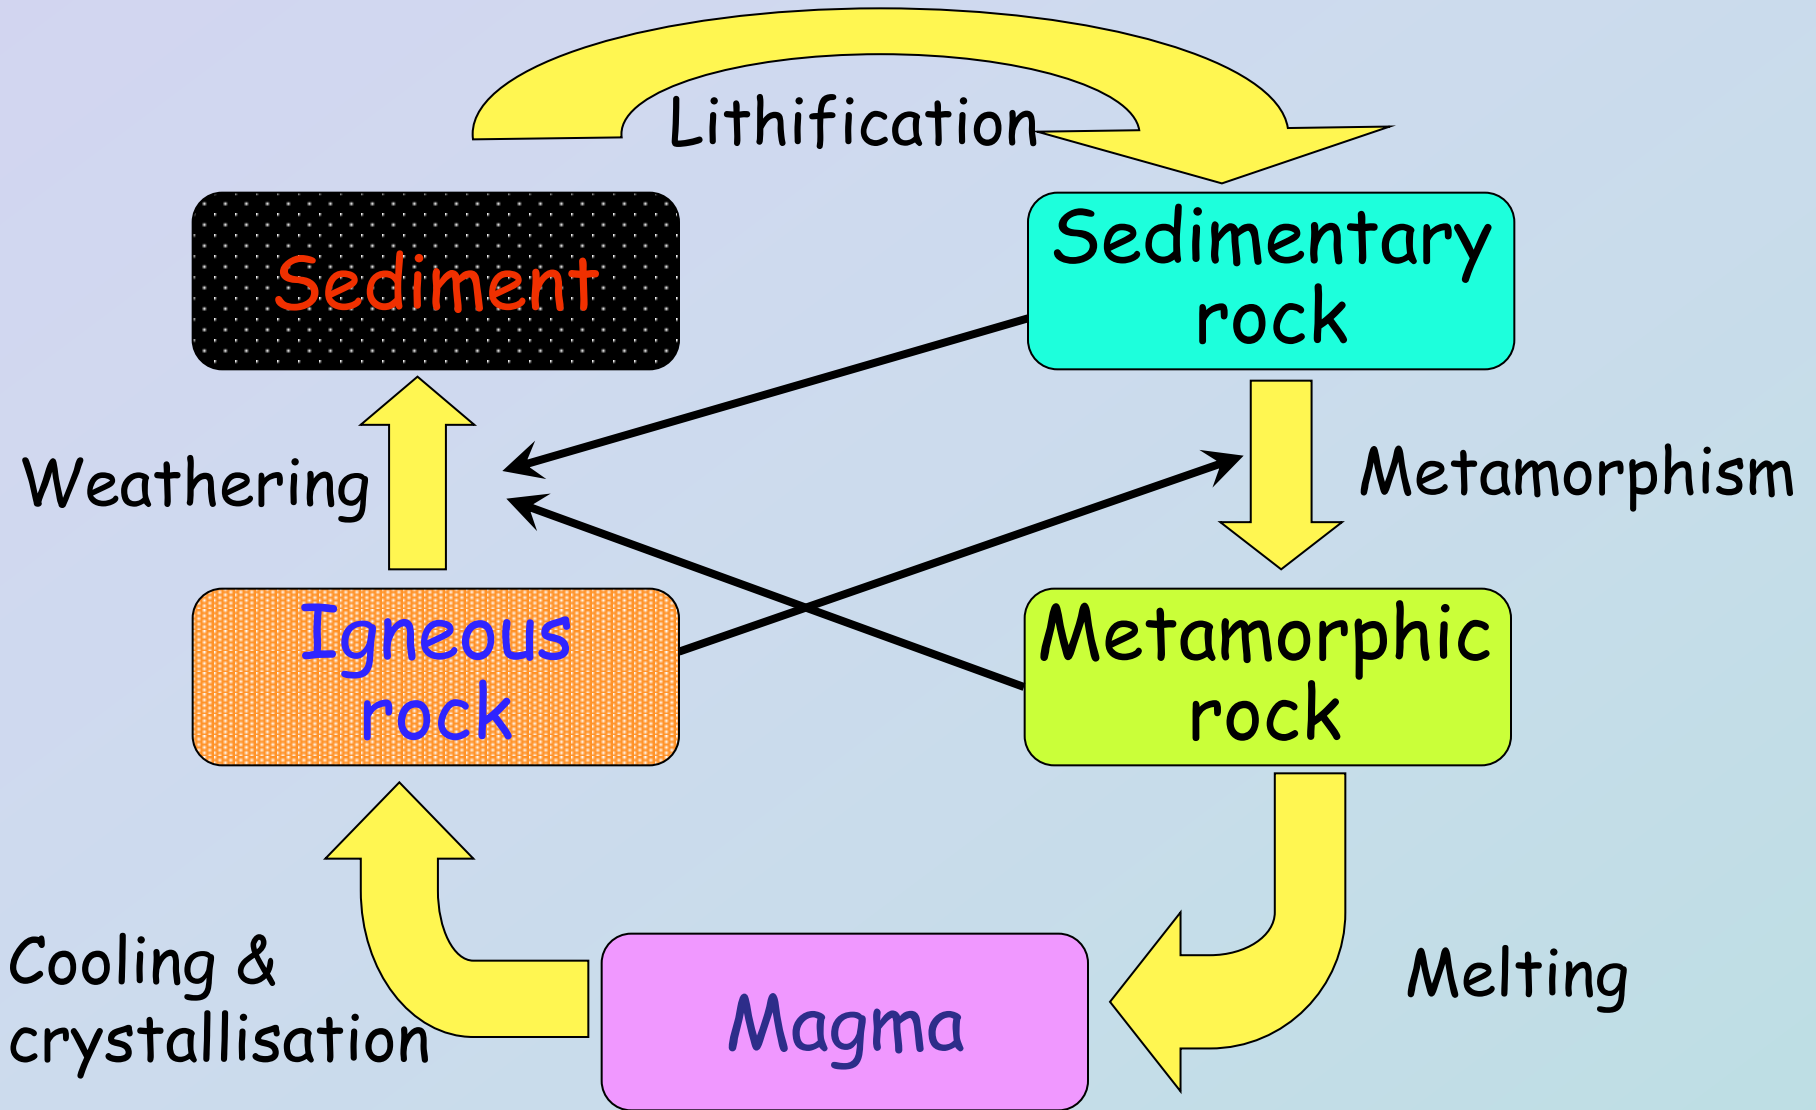 Lithification
Sediment
Sedimentary
rock
Weathering
Metamorphism
Igneous
rock
Metamorphic
rock
Cooling &
crystallisation
Magma
Melting